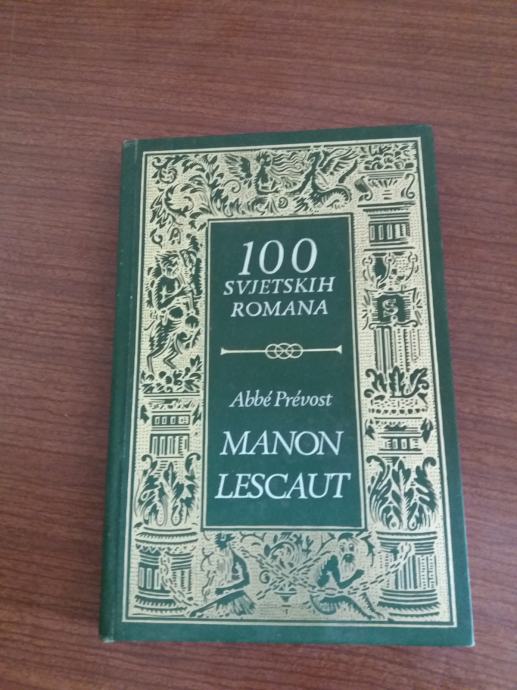 100
SVJETSKIH
ROMANA
Abbé Prévost
MANON
LESCAUT